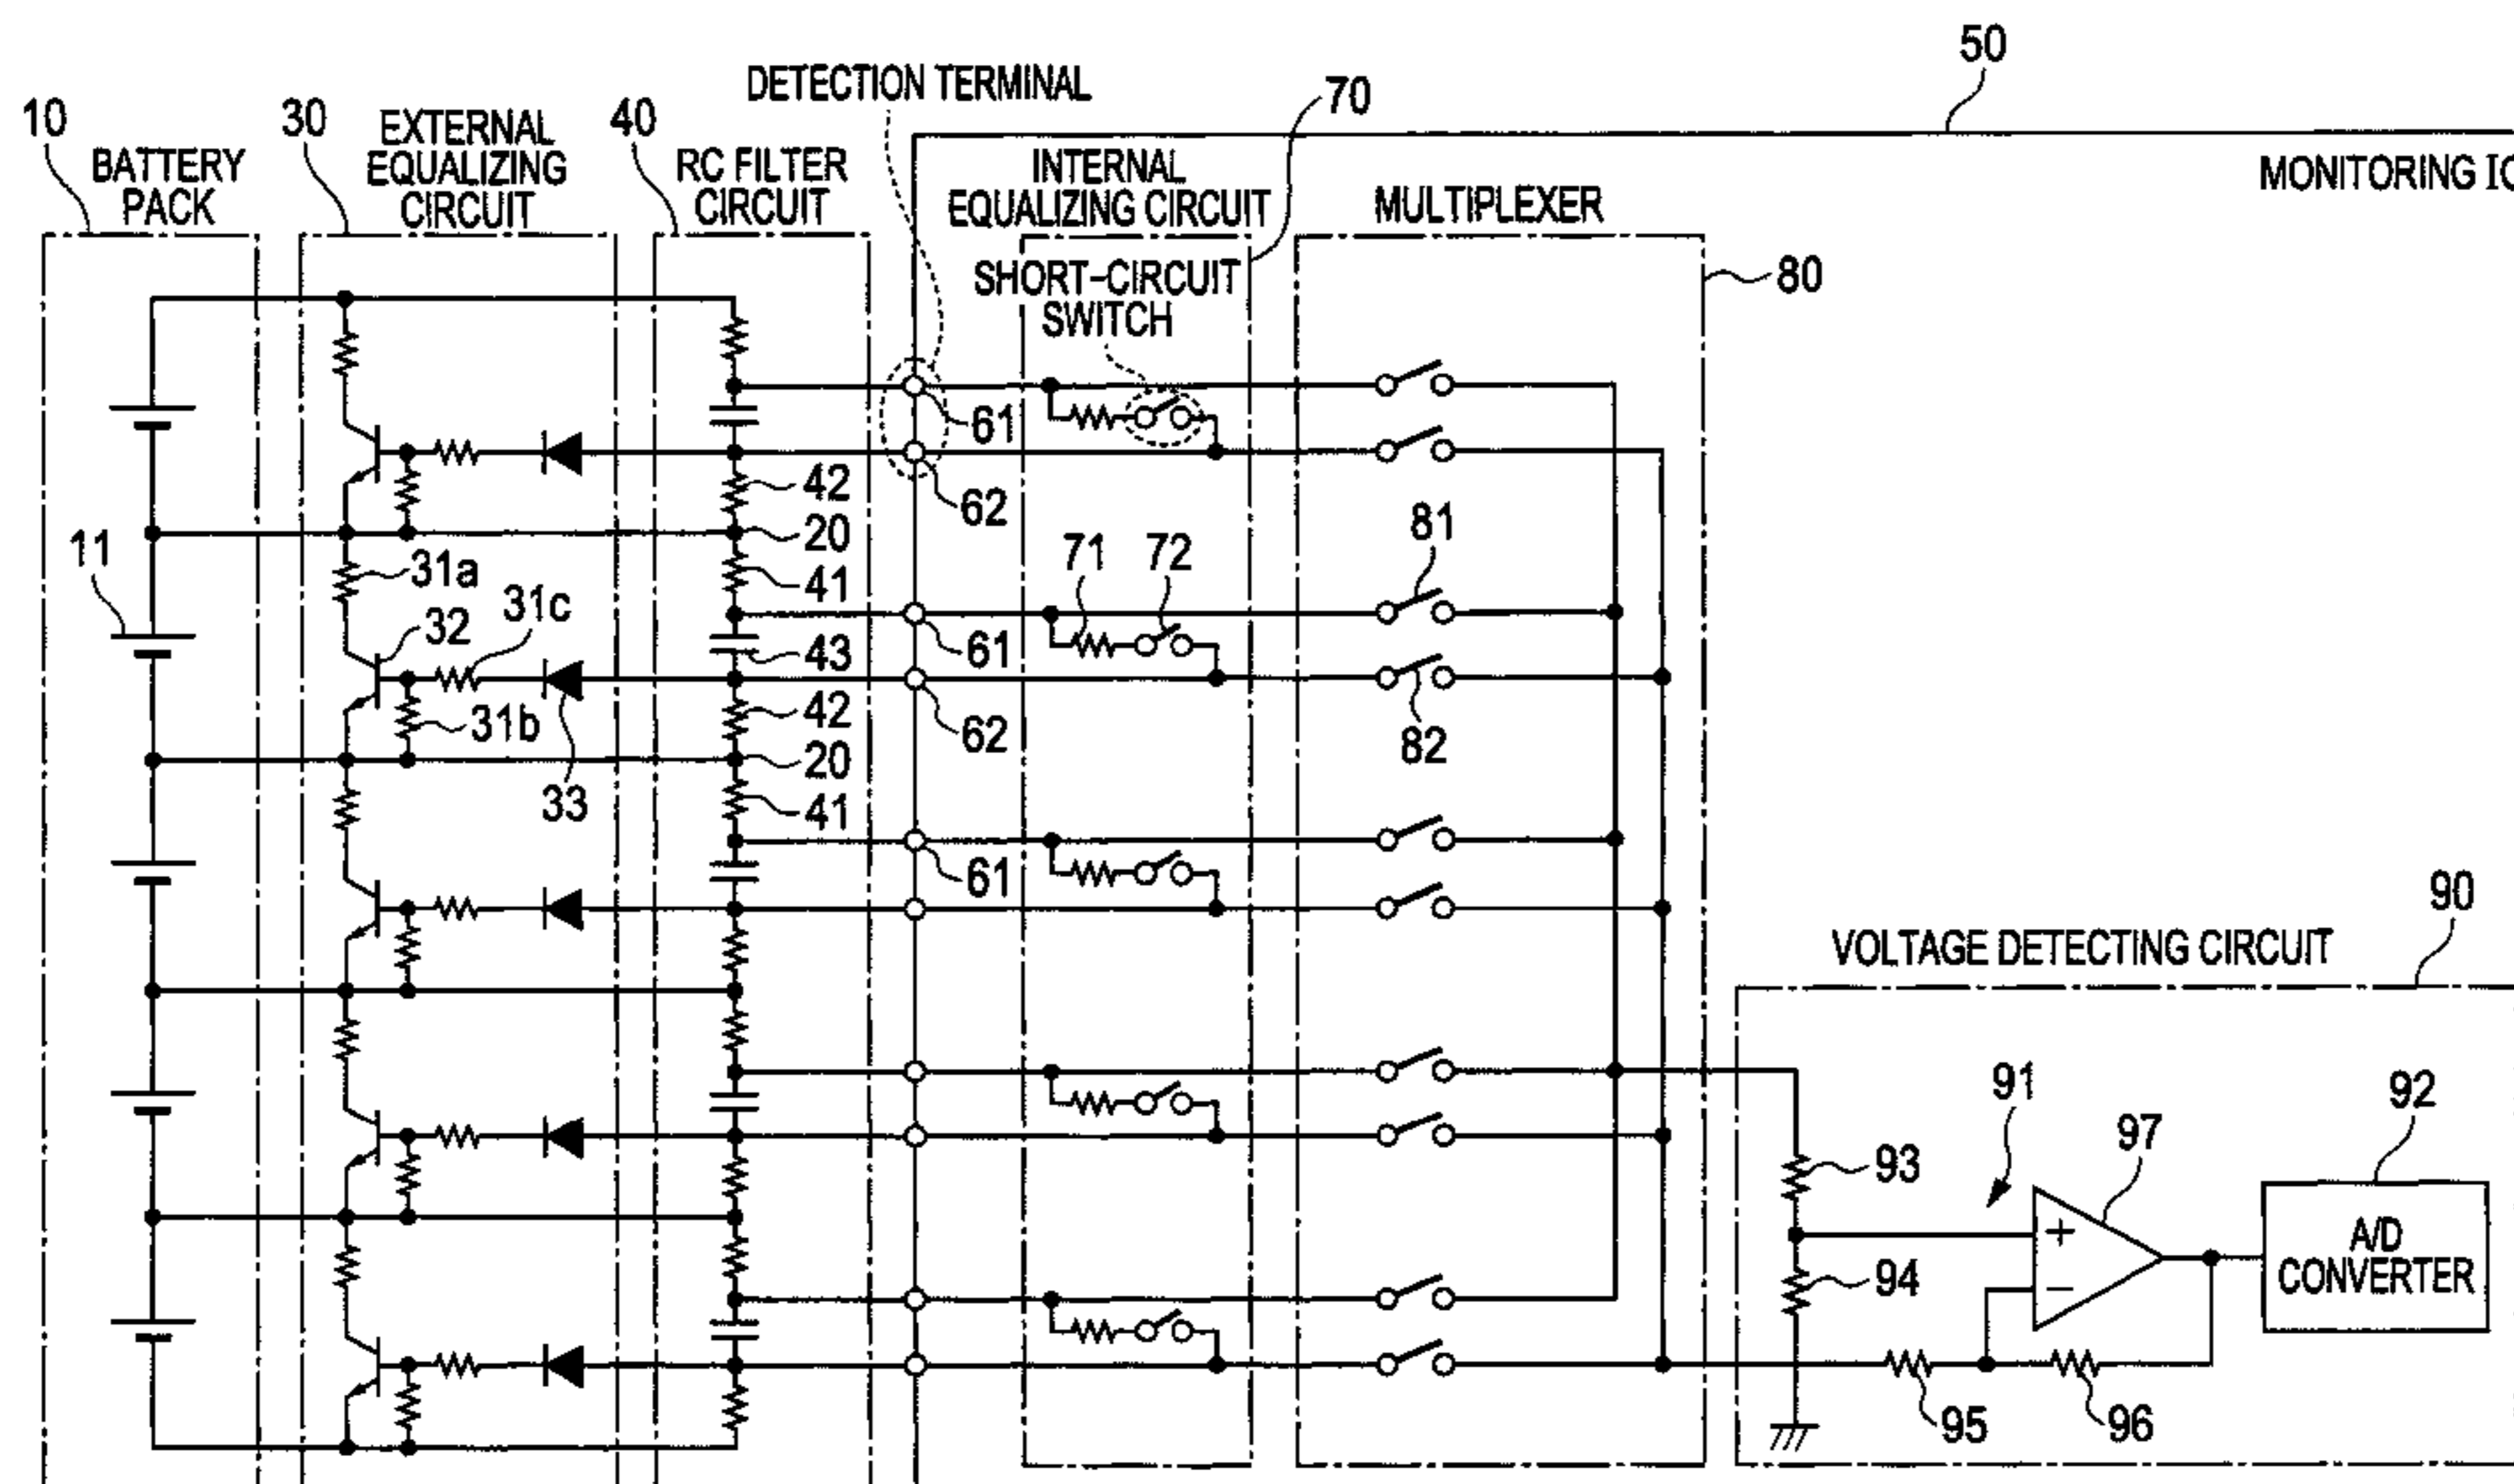 50
DETECTION TERMINAL
70
10
30
EXTERNAL
EQUALIZING
CIRCUIT
40
BATTERY
PACK
RC FILTER
CIRCUIT
INTERNAL
EQUALIZING CIRCUIT
MULTIPLEXER
MONITORING IC
SHORT-CIRCUIT
SWITCH
80
61
42
62
11
20
71
72
81
31a
41
31c
32
43
61
31b
42
62
82
20
33
41
61
90
VOLTAGE DETECTING CIRCUIT
91
92
97
93
A/D
CONVERTER
+
94
−
95
96